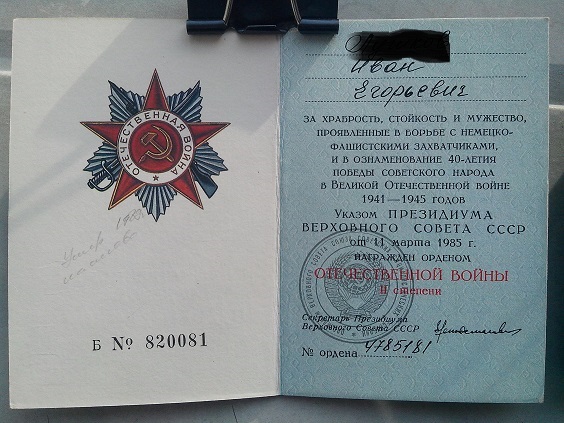 ОТЕЧЕСТВЕННАЯ ВОЙНА
Умер 198
Б № 820081
Иван
Егорьевич
ЗА ХРАБРОСТЬ, СТОЙКОСТЬ И МУЖЕСТВО,
ПРОЯВЛЕННЫЕ В БОРЬБЕ С НЕМЕЦКО-
ФАШИСТСКИМИ ЗАХВАТЧИКАМИ,
И В ОЗНАМЕНОВАНИЕ 40-ЛЕТИЯ
ПОБЕДЫ СОВЕТСКОГО НАРОДА
В ВЕЛИКОЙ ОТЕЧЕСТВЕННОЙ ВОЙНЕ
1941—1945 ГОДОВ
Указом ПРЕЗИДИУМА
ВЕРХОВНОГО СОВЕТА СССР
от 11 марта 1985 г.
НАГРАЖДЕН ОРДЕНОМ
ОТЕЧЕСТВЕННОЙ ВОЙНЫ
II степени
Секретарь Президиума
Верховного Совета СССР
№ ордена 4785181